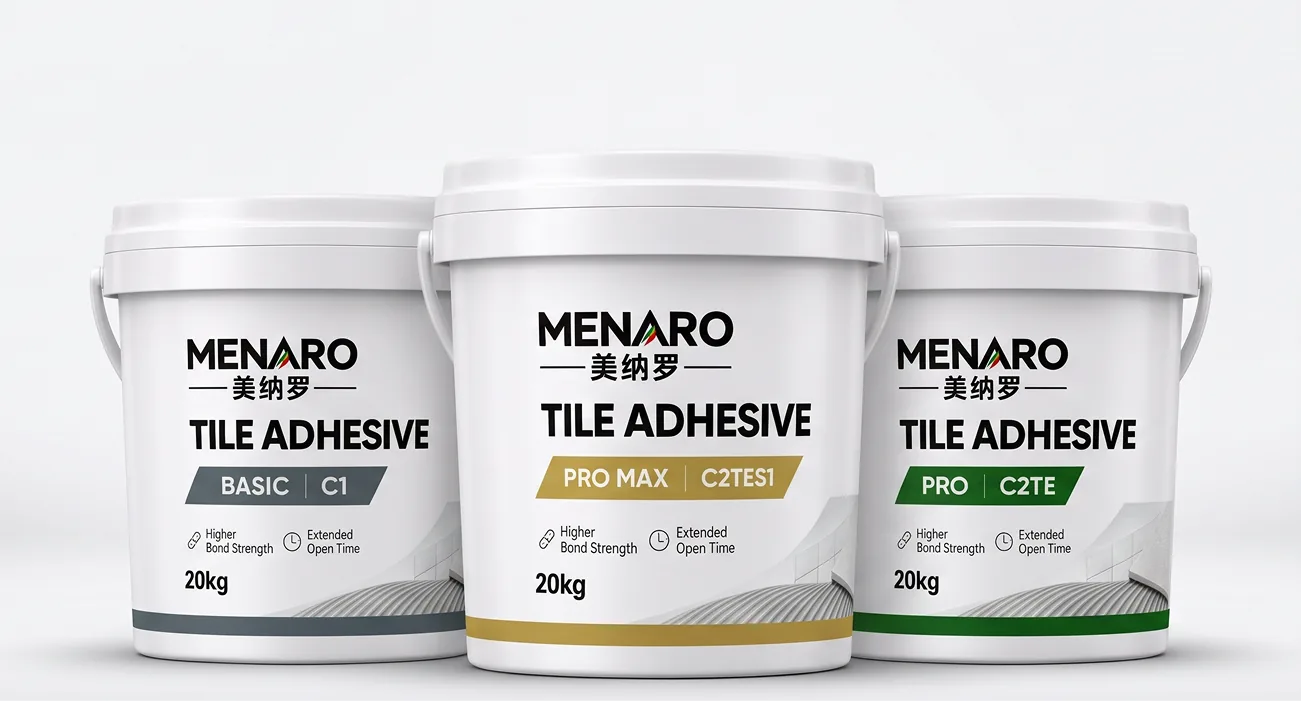 MENARO
美纳罗
TILE ADHESIVE
BASIC | C1
Higher
Bond Strength
Extended
Open Time
20kg
MENARO
美纳罗
TILE ADHESIVE
PRO MAX | C2TES1
Higher
Bond Strength
Extended
Open Time
20kg
MENARO
美纳罗
TILE ADHESIVE
PRO | C2TE
Higher
Bond Strength
Extended
Open Time
20kg